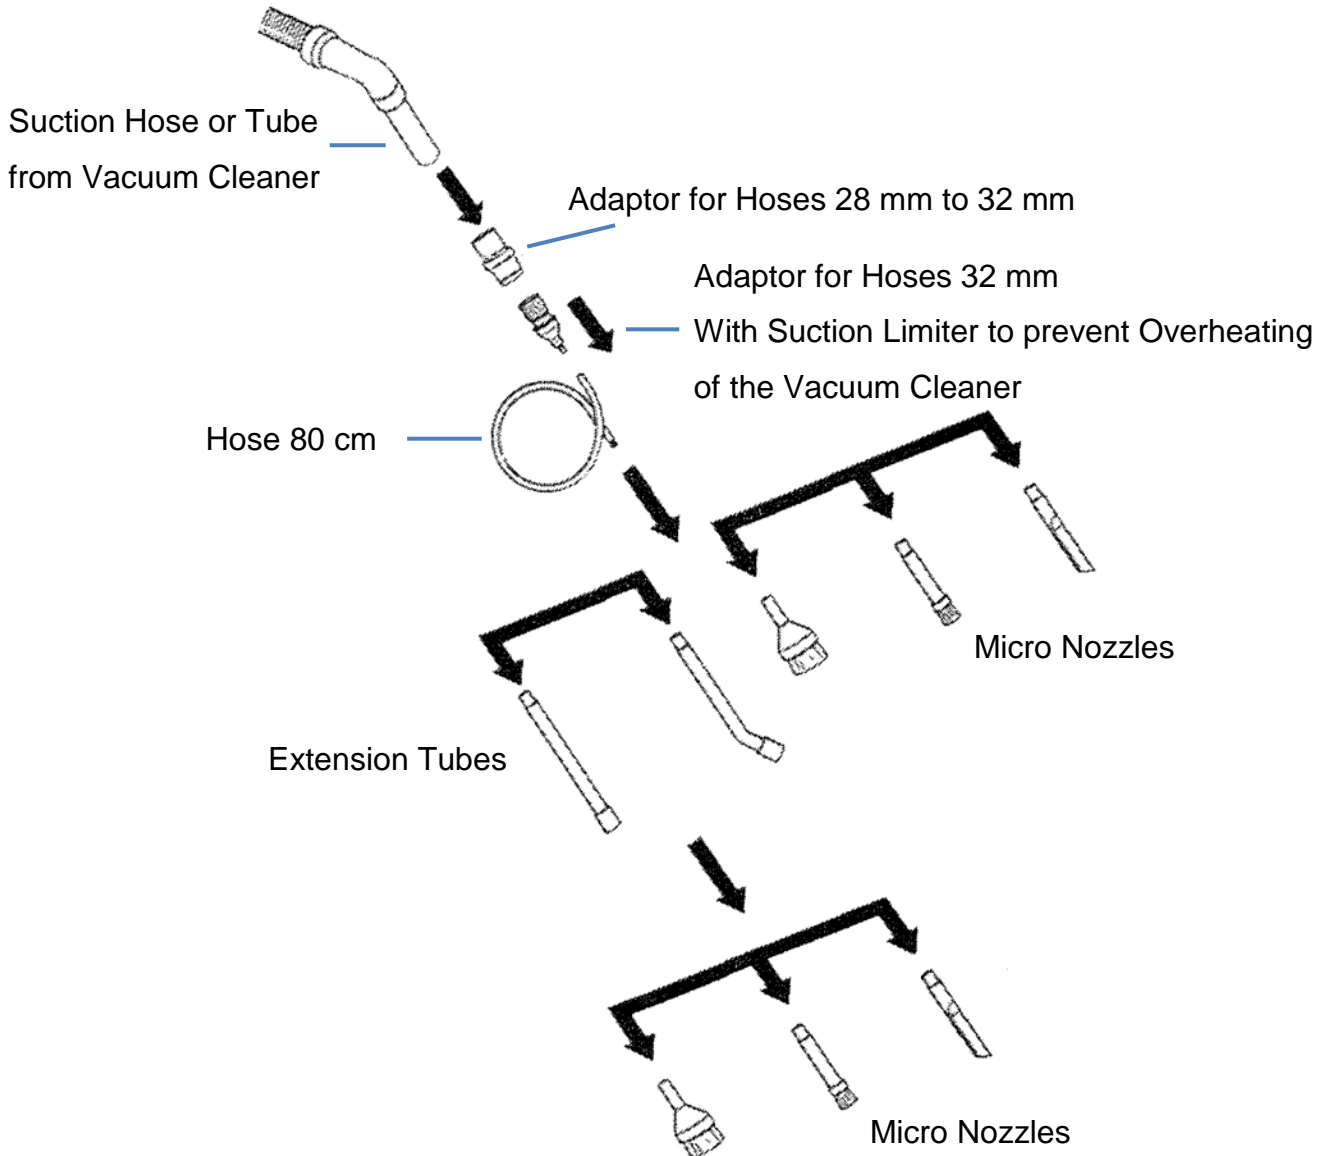 Suction Hose or Tube
from Vacuum Cleaner
Adaptor for Hoses 28 mm to 32 mm
Adaptor for Hoses 32 mm
With Suction Limiter to prevent Overheating
of the Vacuum Cleaner
Hose 80 cm
Micro Nozzles
Extension Tubes
Micro Nozzles